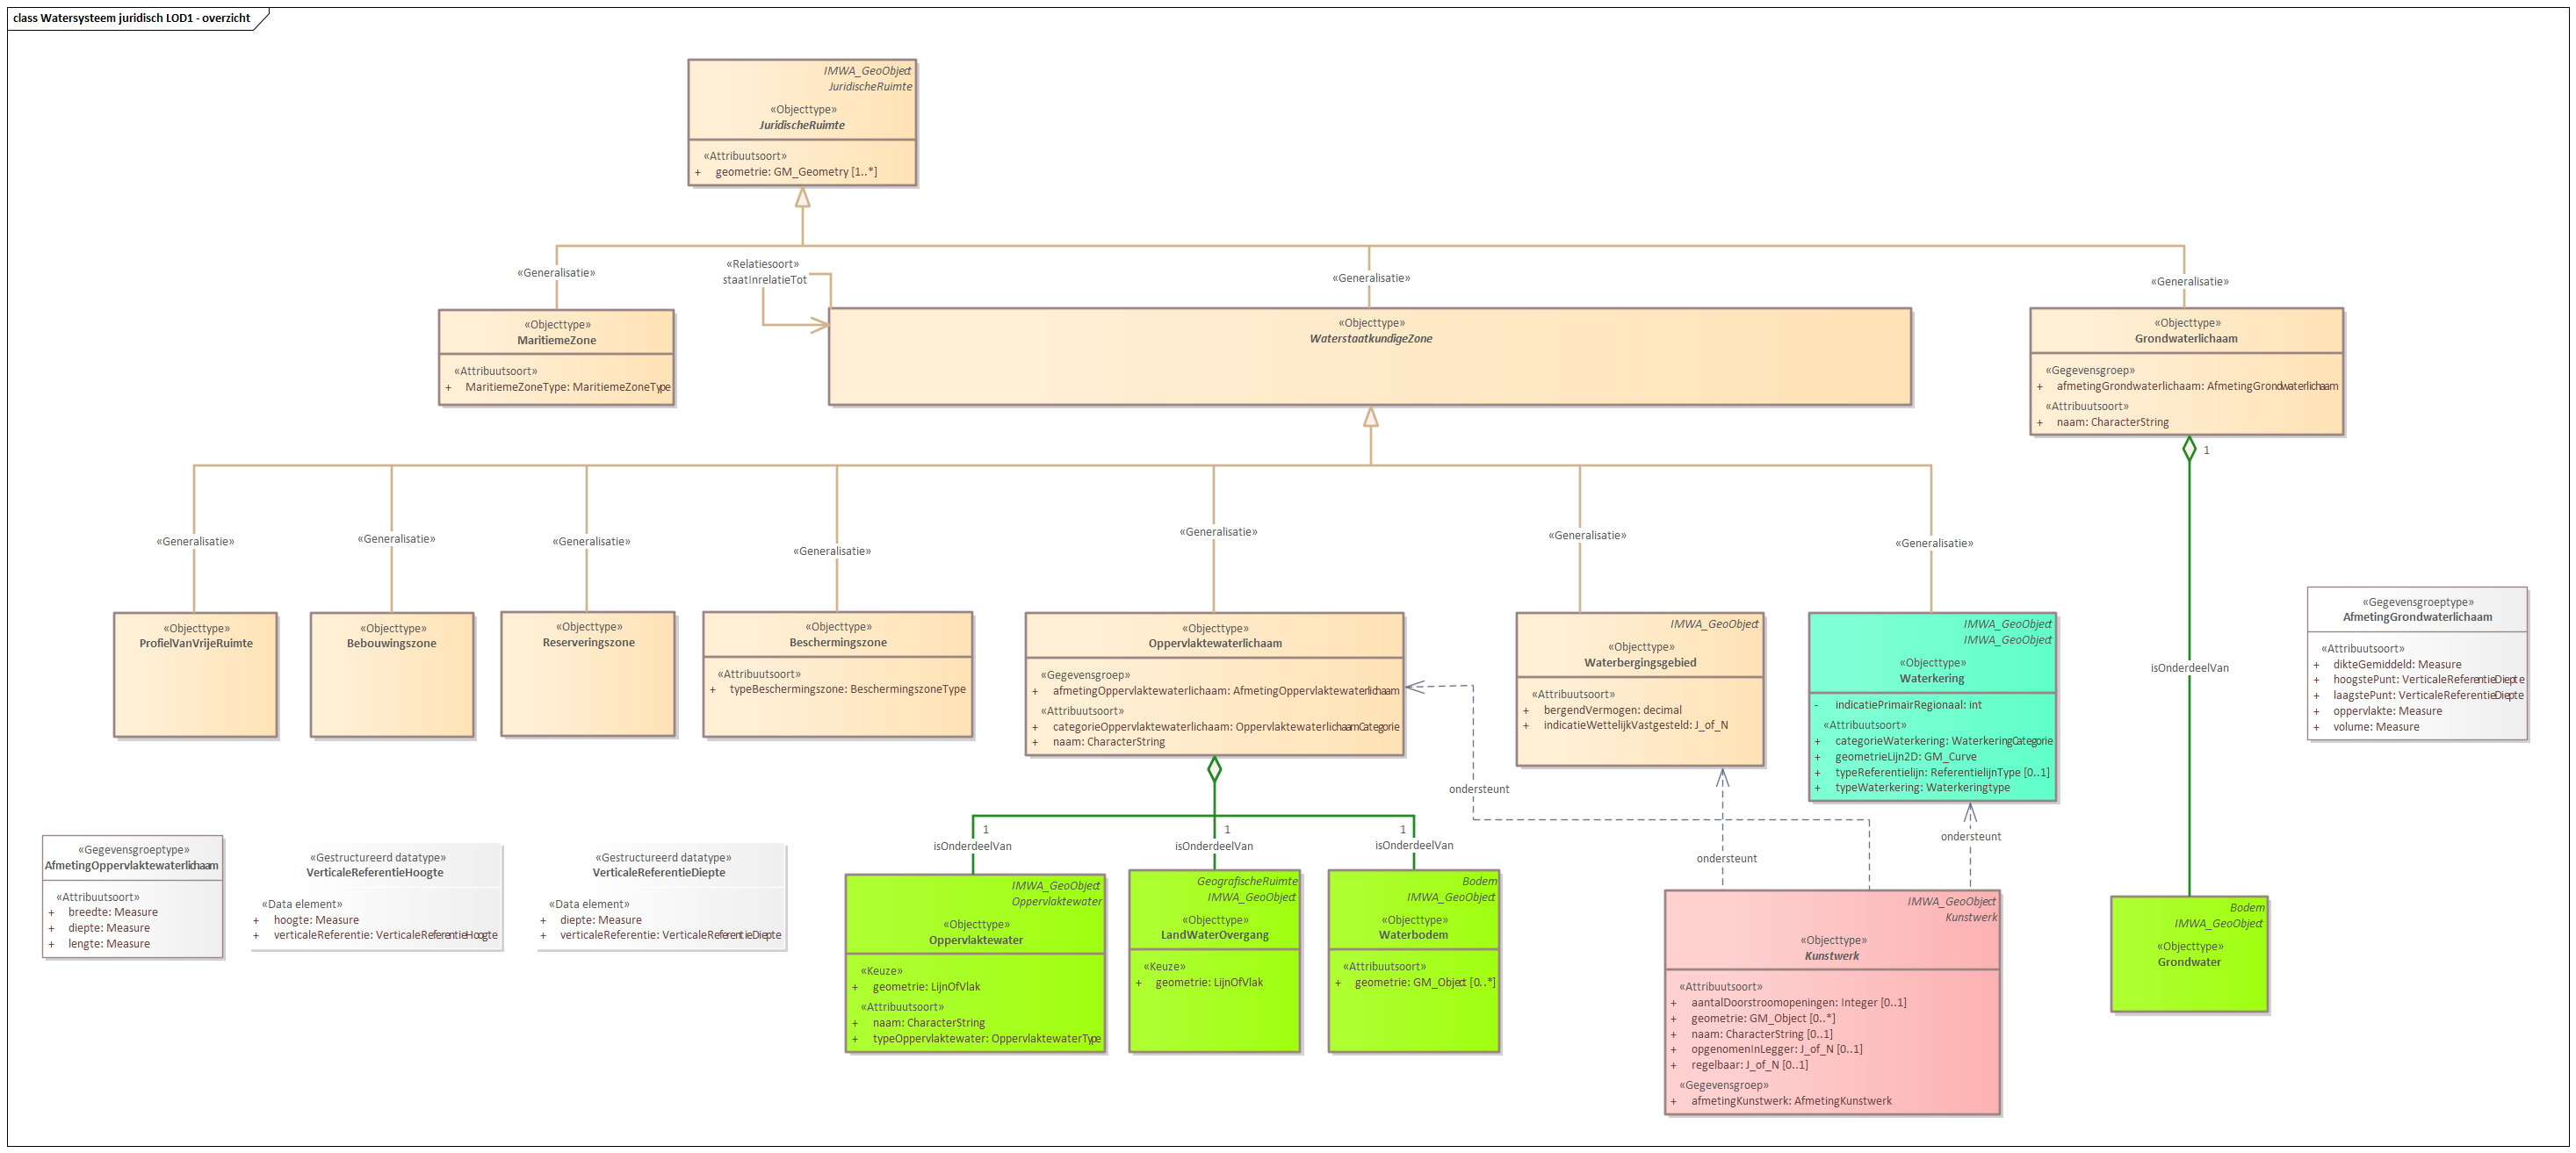 class Watersysteem juridisch LOD1 - overzicht
IMWA_GeoObject
JuridischeRuimte
«Objecttype»
JuridischeRuimte
«Attribuutsoort»
+ geometrie: GM_Geometry [1..*]
«Generalisatie»
«Relatiesoort»
staatInrelatieTot
«Generalisatie»
«Generalisatie»
«Objecttype»
MaritiemeZone
«Attribuutsoort»
+ MaritiemeZoneType: MaritiemeZoneType
«Objecttype»
WaterstaatkundigeZone
«Objecttype»
Grondwaterlichaam
«Gegevensgroep»
+ afmetingGrondwaterlichaam: AfmetingGrondwaterlichaam
«Attribuutsoort»
+ naam: CharacterString
1
«Generalisatie»
«Generalisatie»
«Generalisatie»
«Generalisatie»
«Generalisatie»
«Generalisatie»
«Generalisatie»
«Objecttype»
ProfielVanVrijeRuimte
«Objecttype»
Bebouwingszone
«Objecttype»
Reserveringszone
«Objecttype»
Beschermingszone
«Attribuutsoort»
+ typeBeschermingszone: BeschermingszoneType
«Objecttype»
Oppervlaktewaterlichaam
«Gegevensgroep»
+ afmetingOppervlaktewaterlichaam: AfmetingOppervlaktewaterlichaam
«Attribuutsoort»
+ categorieOppervlaktewaterlichaam: OppervlaktewaterlichaamCategorie
+ naam: CharacterString
IMWA_GeoObject
«Objecttype»
Waterbergingsgebied
«Attribuutsoort»
+ bergendVermogen: decimal
+ indicatieWettelijkVastgesteld: J_of_N
IMWA_GeoObject
IMWA_GeoObject
«Objecttype»
Waterkering
- indicatiePrimairRegionaal: int
«Attribuutsoort»
+ categorieWaterkering: WaterkeringCategorie
+ geometrieLijn2D: GM_Curve
+ typeReferentielijn: ReferentielijnType [0..1]
+ typeWaterkering: Waterkeringtype
isOnderdeelVan
«Gegevensgroeptype»
AfmetingGrondwaterlichaam
«Attribuutsoort»
+ dikteGemiddeld: Measure
+ hoogstePunt: VerticaleReferentieDiepte
+ laagstePunt: VerticaleReferentieDiepte
+ oppervlakte: Measure
+ volume: Measure
ondersteunt
ondersteunt
ondersteunt
1
isOnderdeelVan
1
isOnderdeelVan
1
isOnderdeelVan
«Gegevensgroeptype»
AfmetingOppervlaktewaterlichaam
«Attribuutsoort»
+ breedte: Measure
+ diepte: Measure
+ lengte: Measure
«Gestructureerd datatype»
VerticaleReferentieHoogte
«Data element»
+ hoogte: Measure
+ verticaleReferentie: VerticaleReferentieHoogte
«Gestructureerd datatype»
VerticaleReferentieDiepte
«Data element»
+ diepte: Measure
+ verticaleReferentie: VerticaleReferentieDiepte
IMWA_GeoObject
Oppervlaktewater
«Objecttype»
Oppervlaktewater
«Keuze»
+ geometrie: LijnOfVlak
«Attribuutsoort»
+ naam: CharacterString
+ typeOppervlaktewater: OppervlaktewaterType
GeografischeRuimte
IMWA_GeoObject
«Objecttype»
LandWaterOvergang
«Keuze»
+ geometrie: LijnOfVlak
Bodem
IMWA_GeoObject
«Objecttype»
Waterbodem
«Attribuutsoort»
+ geometrie: GM_Object [0..*]
IMWA_GeoObject
Kunstwerk
«Objecttype»
Kunstwerk
«Attribuutsoort»
+ aantalDoorstroomopeningen: Integer [0..1]
+ geometrie: GM_Object [0..*]
+ naam: CharacterString [0..1]
+ opgenomenInLegger: J_of_N [0..1]
+ regelbaar: J_of_N [0..1]
«Gegevensgroep»
+ afmetingKunstwerk: AfmetingKunstwerk
Bodem
IMWA_GeoObject
«Objecttype»
Grondwater